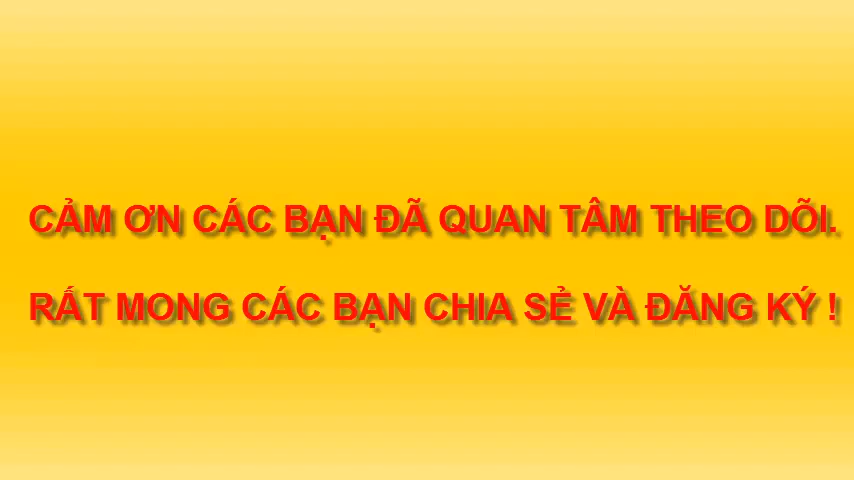 CẢM ƠN CÁC BẠN ĐÃ QUAN TÂM THEO DÕI.
RẤT MONG CÁC BẠN CHIA SẺ VÀ ĐĂNG KÝ !